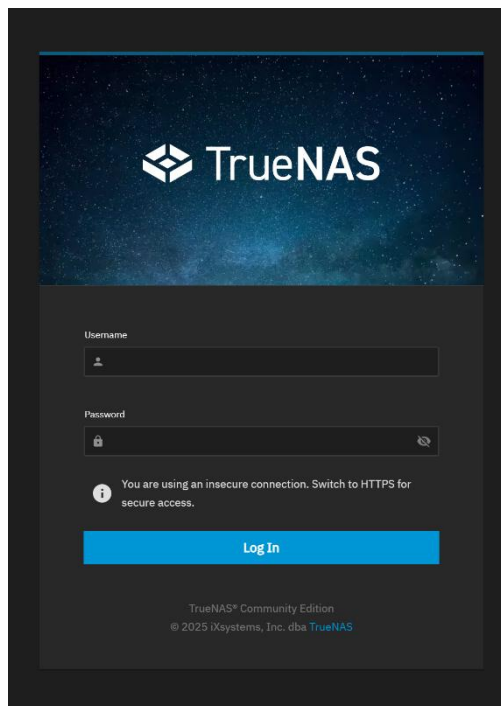 TrueNAS
Username
Password
You are using an insecure connection. Switch to HTTPS for
secure access.
Log In
TrueNAS® Community Edition
© 2025 iXsystems, Inc. dba TrueNAS